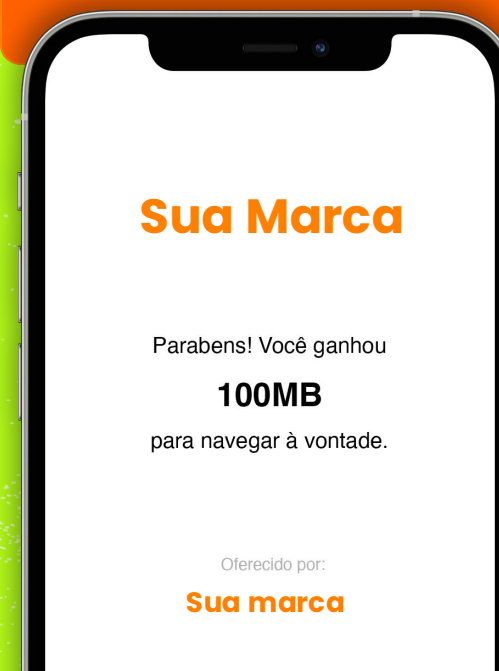 Sua Marca
Parabens! Você ganhou
100MB
para navegar à vontade.
Oferecido por:
Sua marca